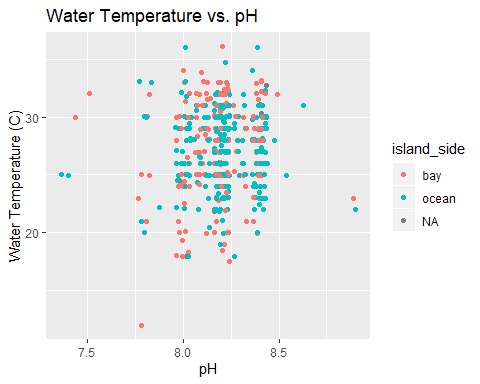 Water Temperature vs. pH
Water Temperature (C)
30
20
7.5
8.0
8.5
pH
island_side
bay
ocean
NA